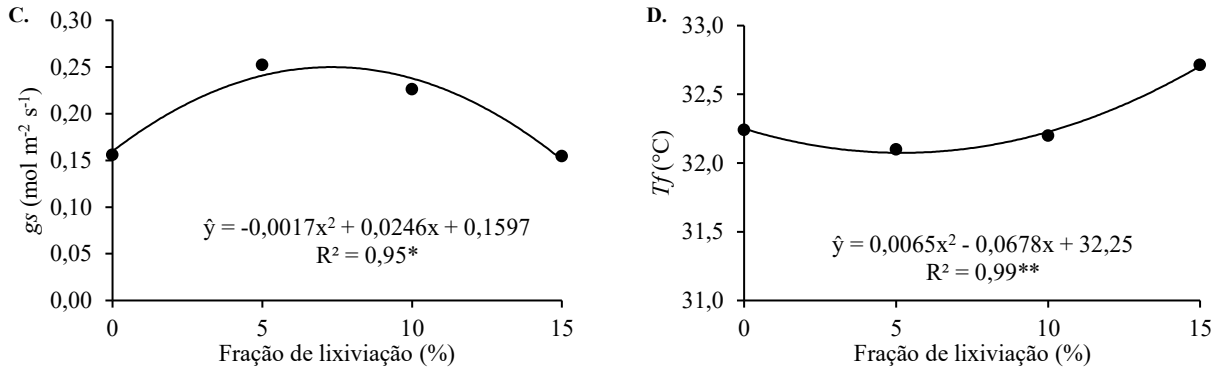 C.
gs (mol m-2 s-1)
0,30
0,25
0,20
0,15
0,10
0,05
0,00
ŷ = -0,0017x² + 0,0246x + 0,1597
R² = 0,95*
0 5 10 15
Fração de lixiviação (%)
D.
Tf (°C)
33,0
32,5
32,0
31,5
31,0
ŷ = 0,0065x² - 0,0678x + 32,25
R² = 0,99**
0 5 10 15
Fração de lixiviação (%)